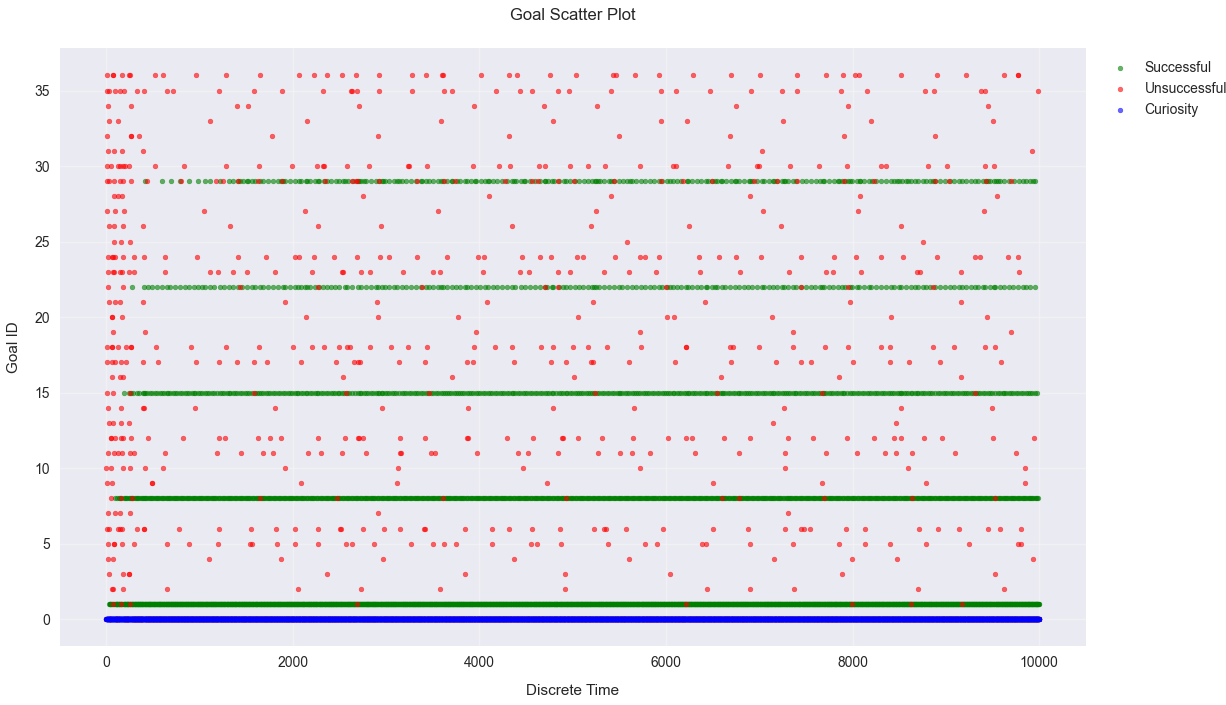 Goal Scatter Plot
Successful
Unsuccessful
Curiosity
35
30
25
20
15
10
5
0
Goal ID
0 2000 4000 6000 8000 10000
Discrete Time